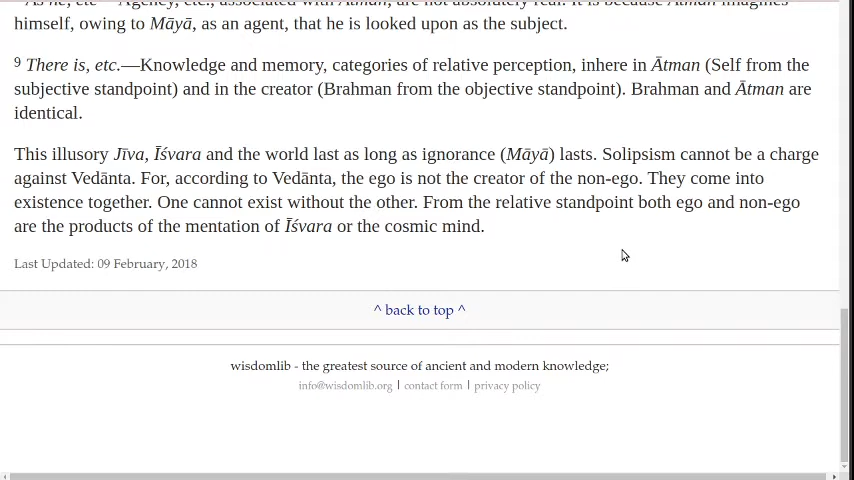 himself, owing to Māyā, as an agent, that he is looked upon as the subject.
9 There is, etc.—Knowledge and memory, categories of relative perception, inhere in Ātman (Self from the
subjective standpoint) and in the creator (Brahman from the objective standpoint). Brahman and Ātman are
identical.
This illusory Jīva, Īśvara and the world last as long as ignorance (Māyā) lasts. Solipsism cannot be a charge
against Vedānta. For, according to Vedānta, the ego is not the creator of the non-ego. They come into
existence together. One cannot exist without the other. From the relative standpoint both ego and non-ego
are the products of the mentation of Īśvara or the cosmic mind.
Last Updated: 09 February, 2018
^ back to top ^
wisdomlib - the greatest source of ancient and modern knowledge;
info@wisdomlib.org | contact form | privacy policy